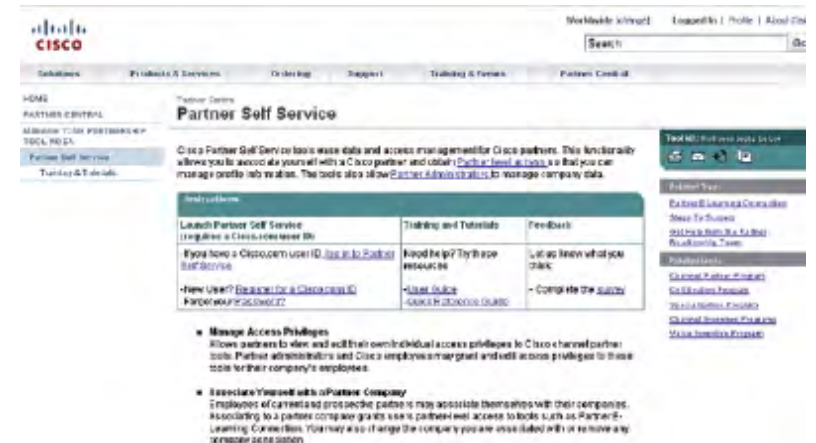 CISCO
Worldwide [change] Logged In | Profile | About Cisco
Search Go
Solutions Products & Services Ordering Support Training & Events Partner Central
HOME
PARTNER CENTRAL
Partner Self Service
Training & Tutorials
Partner Central
Partner Self Service
Cisco Partner Self Service tools ease data and access management for Cisco partners. This functionality
allows you to associate yourself with a Cisco partner and obtain Partner level access so that you can
manage profile information. The tools also allow Partner Administrators to manage company data.
Instructions
Launch Partner Self Service
(requires a Cisco.com user ID)
Training and Tutorials
Feedback
-If you have a Cisco.com user ID, log in to Partner
Self Service
-New User? Register for a Cisco.com ID
-Forgot your Password?
Need help? Try these
resources
-User Guide
-Quick Reference Guide
Let us know what you
think:
- Complete the survey
Manage Access Privileges
Allows partners to view and edit their own individual access privileges to Cisco channel partner
tools. Partner administrators and Cisco employees may grant and edit access privileges to these
tools for their company's employees.
Associate Yourself with a Partner Company
Employees of current and prospective partners may associate themselves with their companies.
Associating to a partner company grants users partner-level access to tools such as Partner E-
Learning Connection. You may also change the company you are associated with or remove any
company association.
Related Tools
Partner E-Learning Connection
Steps To Success
Related Links
Channel Partner Program
Certification Program